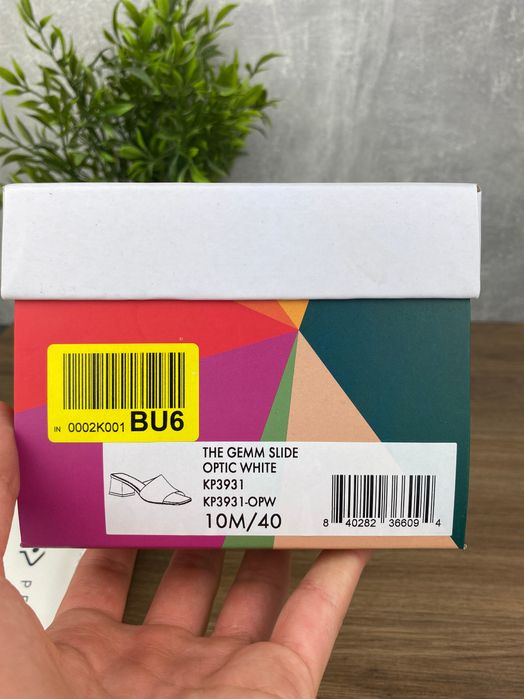 IN 0002K001 BU6
THE GEMM SLIDE
OPTIC WHITE
KP3931
KP3931-OPW
10M/40
8 40282 36609 4